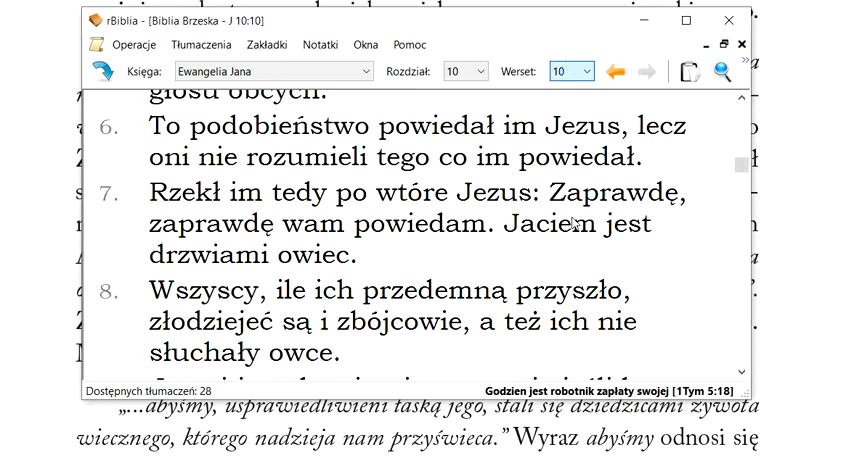 rBiblia - [Biblia Brzeska - J 10:10]
Operacje Tłumaczenia Zakładki Notatki Okna Pomoc
Księga: Ewangelia Jana Rozdział: 10 Werset: 10
głosu obcych.
6. To podobieństwo powiedał im Jezus, lecz
oni nie rozumieli tego co im powiedał.
7. Rzekł im tedy po wtóre Jezus: Zaprawdę,
zaprawdę wam powiedam. Jaciem jest
drzwiami owiec.
8. Wszyscy, ile ich przedemną przyszło,
złodziejeć są i zbójcowie, a też ich nie
słuchały owce.
Dostępnych tłumaczeń: 28 Godzien jest robotnik zapłaty swojej [1Tym 5:18]
„...abyśmy, usprawiedliwieni łaską jego, stali się dziedzicami żywota
wiecznego, którego nadzieja nam przyświeca.” Wyraz abyśmy odnosi się